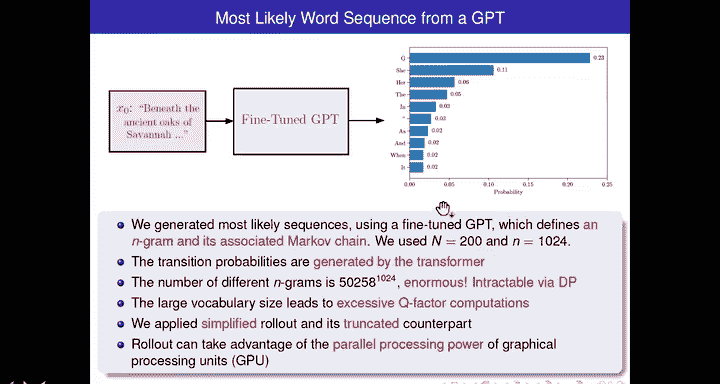 Most Likely Word Sequence from a GPT
x₀: “Beneath the
ancient oaks of
Savannah ...”
Fine-Tuned GPT
G 0.23
She 0.11
Her 0.06
The 0.05
In 0.03
" 0.03
As 0.02
And 0.02
When 0.02
It 0.02
0.00 0.05 0.10 0.15 0.20 0.25
Probability
We generated most likely sequences, using a fine-tuned GPT, which defines an
n-gram and its associated Markov chain. We used N = 200 and n = 1024.
The transition probabilities are generated by the transformer
The number of different n-grams is 50258¹⁰²⁴, enormous! Intractable via DP
The large vocabulary size leads to excessive Q-factor computations
We applied simplified rollout and its truncated counterpart
Rollout can take advantage of the parallel processing power of graphical
processing units (GPU)